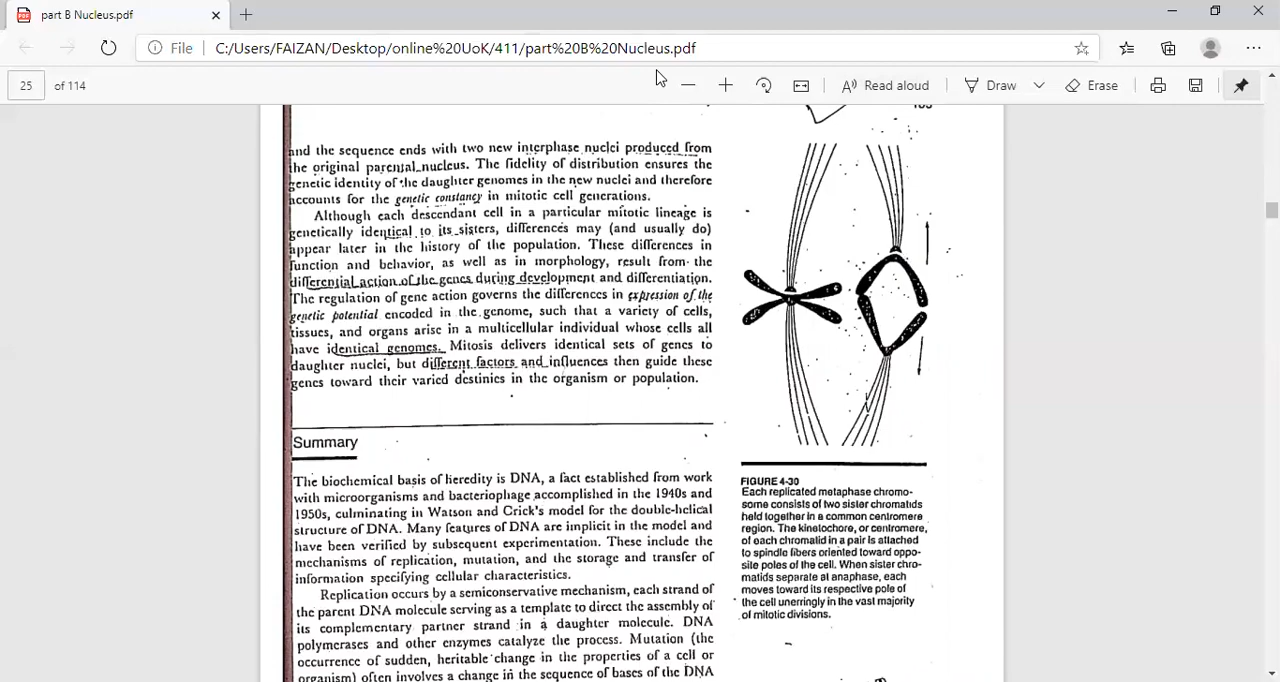 part B Nucleus.pdf
File
C:/Users/FAIZAN/Desktop/online%20UoK/411/part%20B%20Nucleus.pdf
25 of 114
Read aloud
Draw
Erase
and the sequence ends with two new interphase nuclei produced from
the original parental nucleus. The fidelity of distribution ensures the
genetic identity of the daughter genomes in the new nuclei and therefore
accounts for the genetic constancy in mitotic cell generations.
Although each descendant cell in a particular mitotic lineage is
genetically identical to its sisters, differences may (and usually do)
appear later in the history of the population. These differences in
function and behavior, as well as in morphology, result from the
differential action of the genes during development and differentiation.
The regulation of gene action governs the differences in expression of the
genetic potential encoded in the genome, such that a variety of cells,
tissues, and organs arise in a multicellular individual whose cells all
have identical genomes. Mitosis delivers identical sets of genes to
daughter nuclei, but different factors and influences then guide these
genes toward their varied destinies in the organism or population.
Summary
The biochemical basis of heredity is DNA, a fact established from work
with microorganisms and bacteriophage accomplished in the 1940s and
1950s, culminating in Watson and Crick's model for the double-helical
structure of DNA. Many features of DNA are implicit in the model and
have been verified by subsequent experimentation. These include the
mechanisms of replication, mutation, and the storage and transfer of
information specifying cellular characteristics.
Replication occurs by a semiconservative mechanism, each strand of
the parent DNA molecule serving as a template to direct the assembly of
its complementary partner strand in a daughter molecule. DNA
polymerases and other enzymes catalyze the process. Mutation (the
occurrence of sudden, heritable change in the properties of a cell or
organism) often involves a change in the sequence of bases of the DNA
FIGURE 4-30
Each replicated metaphase chromo-
some consists of two sister chromatids
held together in a common centromere
region. The kinetochore, or centromere,
of each chromatid in a pair is attached
to spindle fibers oriented toward oppo-
site poles of the cell. When sister chro-
matids separate at anaphase, each
moves toward its respective pole of
the cell unerringly in the vast majority
of mitotic divisions.